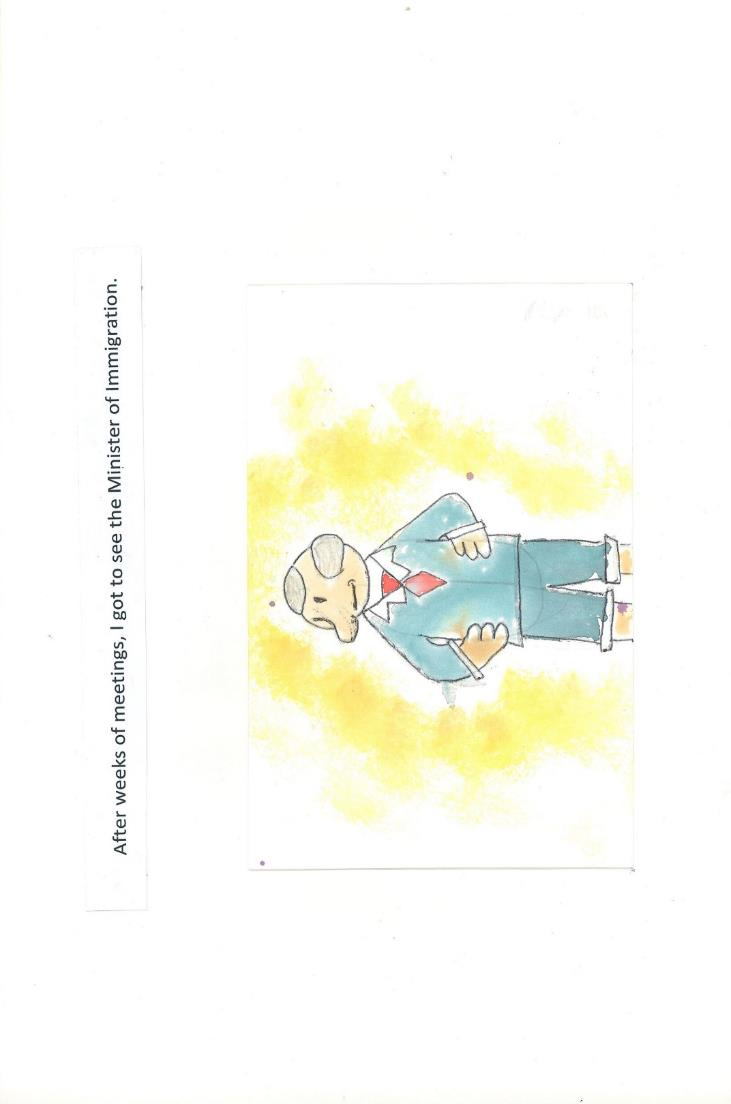 After weeks of meetings, I got to see the Minister of Immigration.